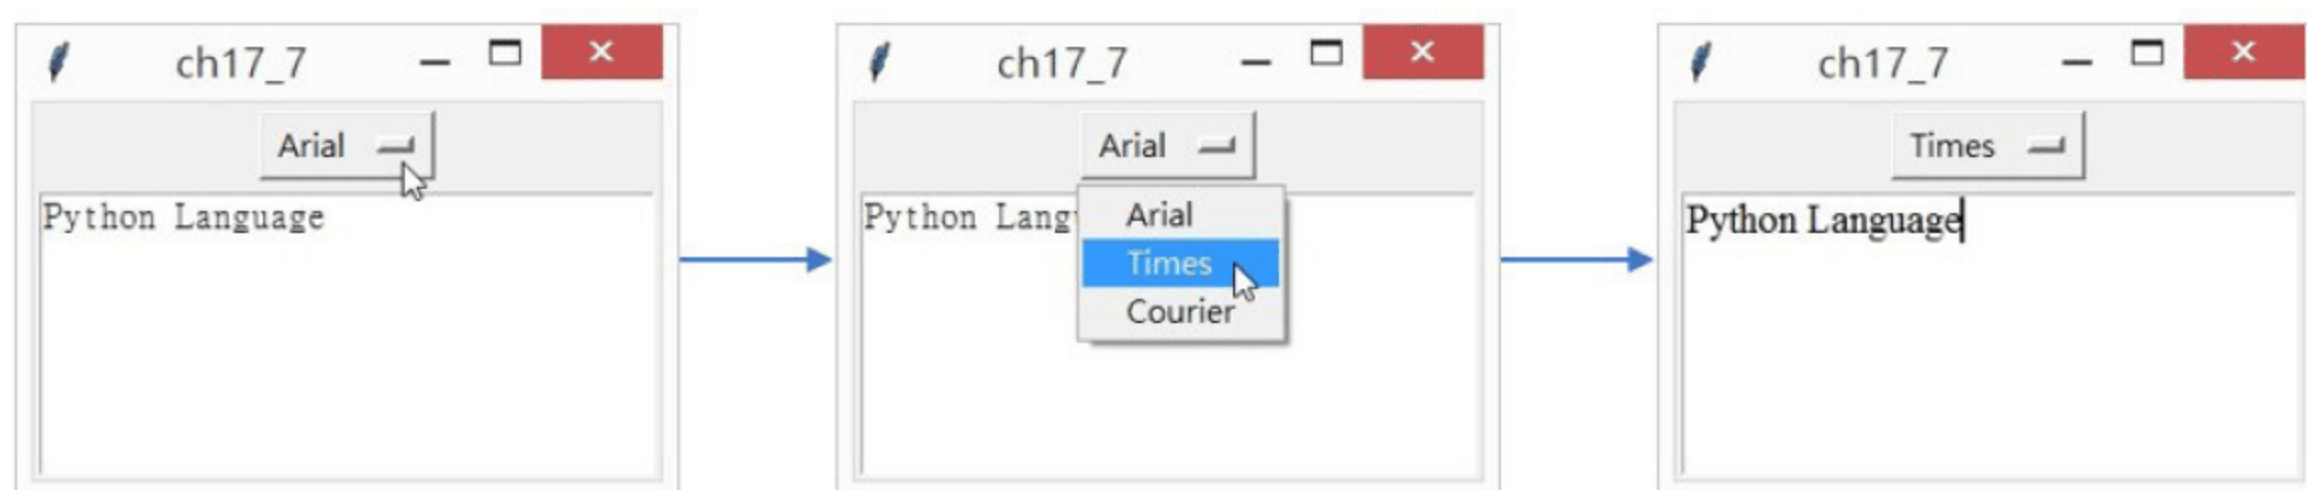 ch17_7
Arial
Python Language
ch17_7
Arial
Python Lang
Arial
Times
Courier
ch17_7
Times
Python Language